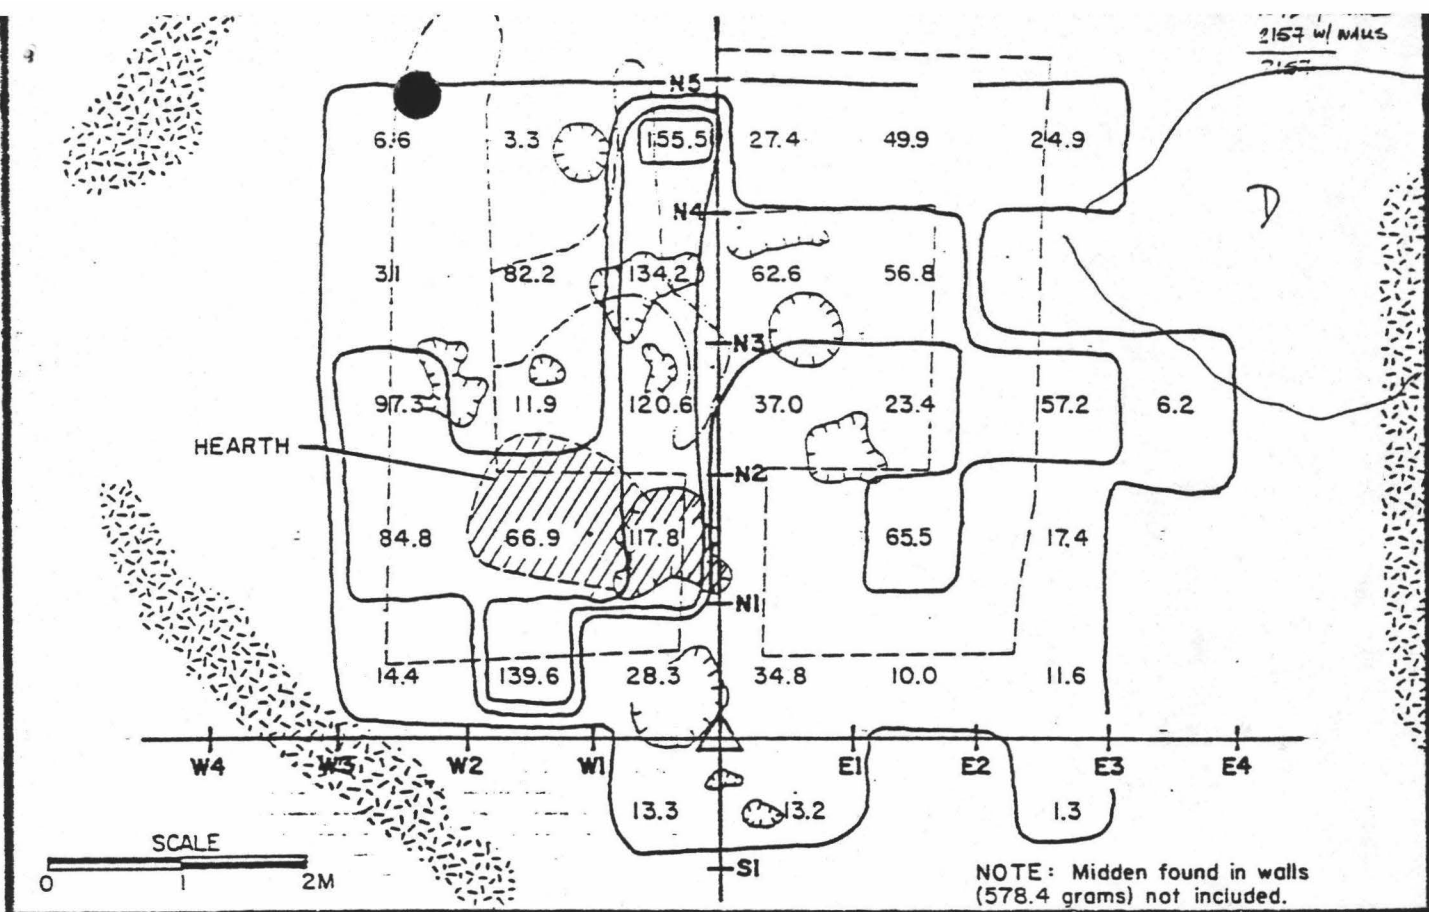 2157 w/ WALLS
2157
N5
6.6 3.3 155.5 27.4 49.9 24.9
D
N4
31 82.2 134.2 62.6 56.8
N3
97.3 11.9 120.6 37.0 23.4 57.2 6.2
HEARTH
N2
84.8 66.9 117.8 65.5 17.4
N1
14.4 139.6 28.3 34.8 10.0 11.6
W4 W3 W2 W1 E1 E2 E3 E4
13.3 13.2 1.3
SCALE
0 1 2M
S1
NOTE: Midden found in walls
(578.4 grams) not included.